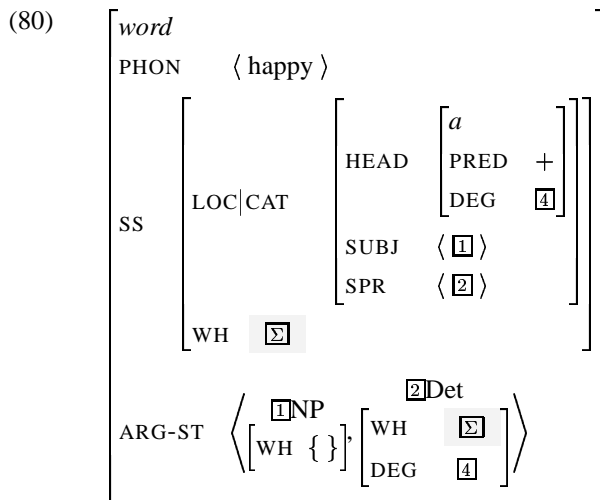 (80)
word
PHON ⟨ happy ⟩
a
HEAD PRED +
LOC|CAT DEG 4
SS SUBJ ⟨ 1 ⟩
SPR ⟨ 2 ⟩
WH Σ
2Det
1NP
ARG-ST ⟨ [WH { }], WH Σ ⟩
DEG 4